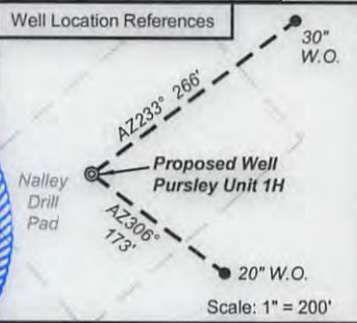 Well Location References
30"
W.O.
AZ233° 266'
Proposed Well
Pursley Unit 1H
Nalley
Drill
Pad
AZ306°
173'
20" W.O.
Scale: 1" = 200'